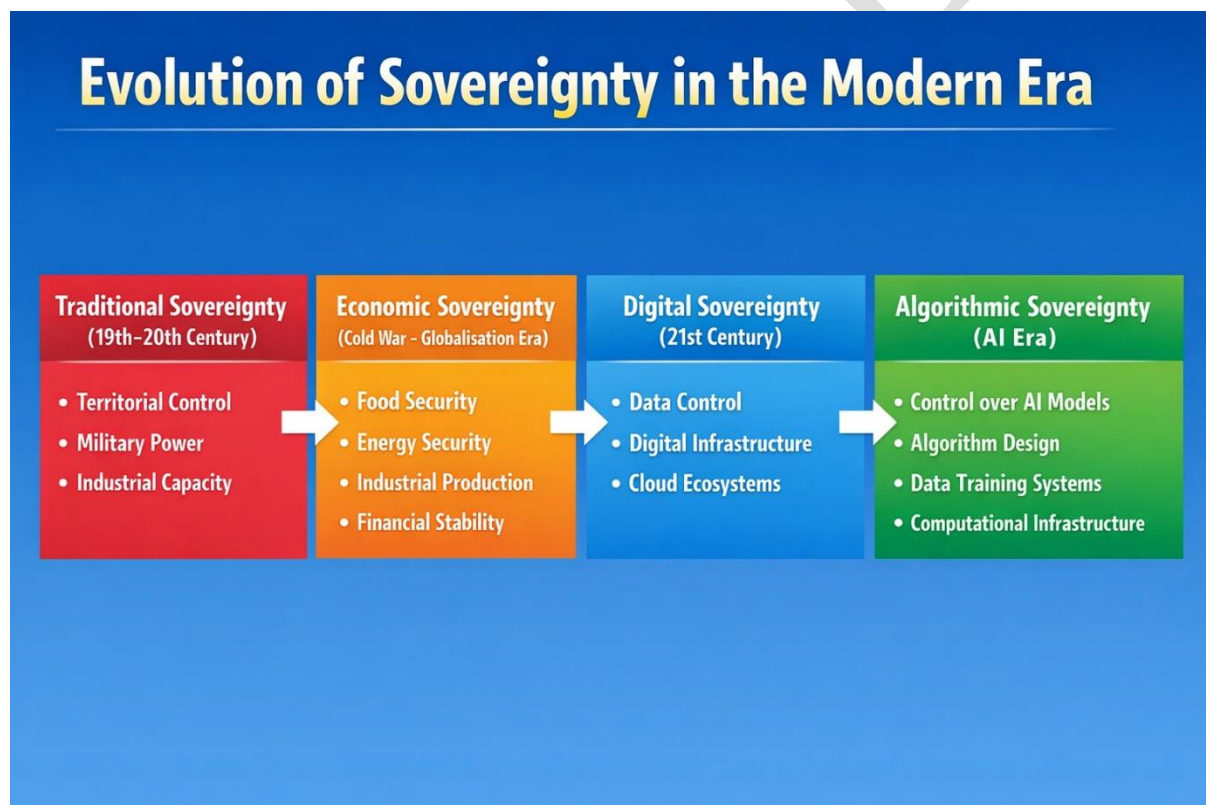 Evolution of Sovereignty in the Modern Era
Traditional Sovereignty
(19th–20th Century)
• Territorial Control
• Military Power
• Industrial Capacity
Economic Sovereignty
(Cold War – Globalisation Era)
• Food Security
• Energy Security
• Industrial Production
• Financial Stability
Digital Sovereignty
(21st Century)
• Data Control
• Digital Infrastructure
• Cloud Ecosystems
Algorithmic Sovereignty
(AI Era)
• Control over AI Models
• Algorithm Design
• Data Training Systems
• Computational Infrastructure